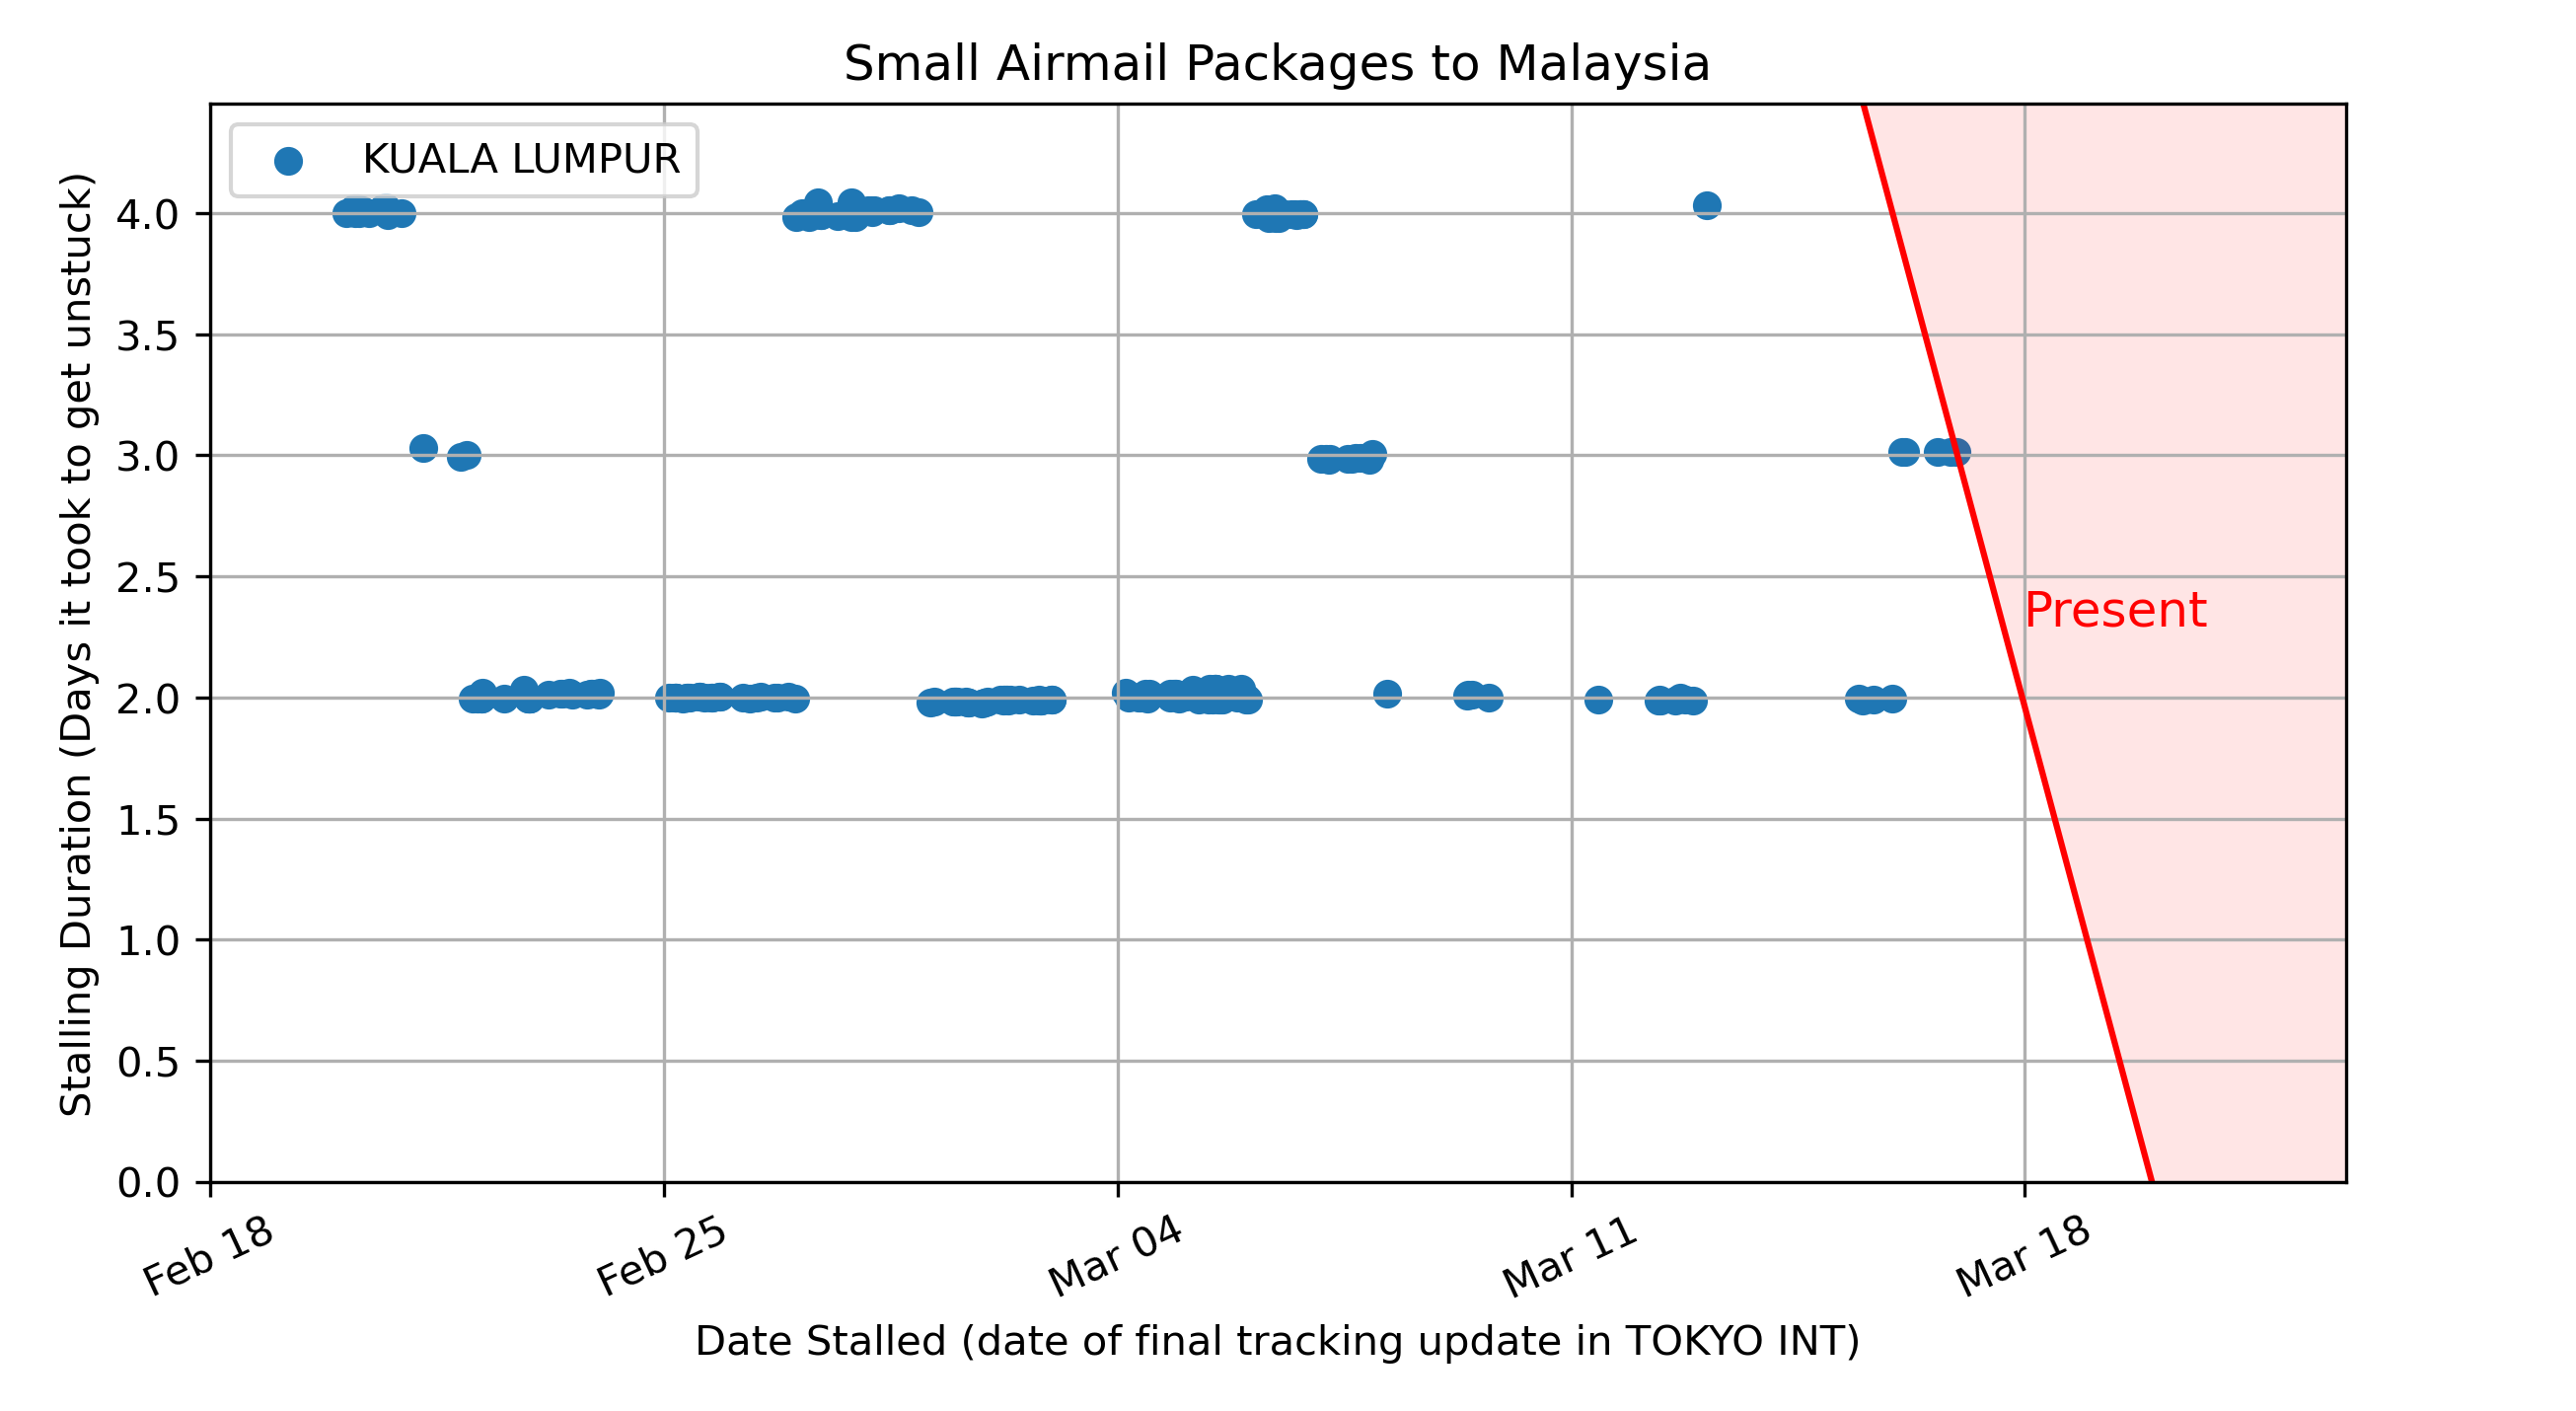 Small Airmail Packages to Malaysia
KUALA LUMPUR
Stalling Duration (Days it took to get unstuck)
4.0
3.5
3.0
2.5
2.0
1.5
1.0
0.5
0.0
Present
Feb 18
Feb 25
Mar 04
Mar 11
Mar 18
Date Stalled (date of final tracking update in TOKYO INT)